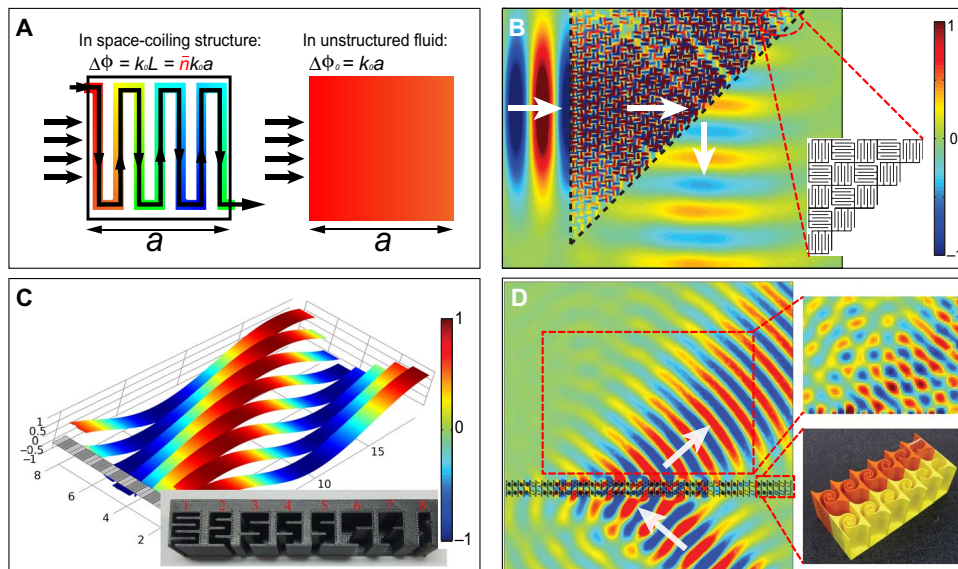 A
In space-coiling structure:
ΔΦ = k₀L = n̄k₀a
a
In unstructured fluid:
ΔΦ₀ = k₀a
a
B
1
0
−1
C
1
0.5
0
−0.5
−1
8
6
4
2
10
15
1 2 3 4 5 6 7 8
1
0
−1
D